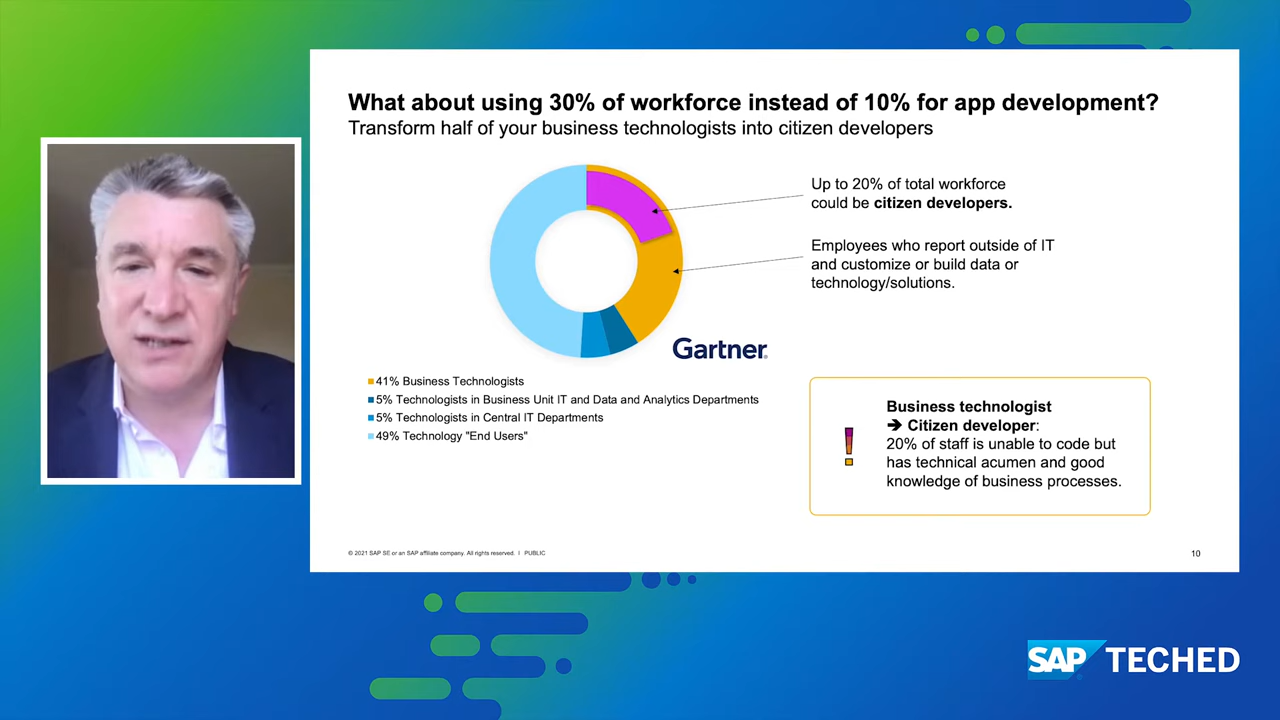 What about using 30% of workforce instead of 10% for app development?
Transform half of your business technologists into citizen developers
Up to 20% of total workforce
could be citizen developers.
Employees who report outside of IT
and customize or build data or
technology/solutions.
Gartner®
41% Business Technologists
5% Technologists in Business Unit IT and Data and Analytics Departments
5% Technologists in Central IT Departments
49% Technology "End Users"
!
Business technologist
➔ Citizen developer:
20% of staff is unable to code but
has technical acumen and good
knowledge of business processes.
© 2021 SAP SE or an SAP affiliate company. All rights reserved. I PUBLIC
10
SAP TECHED